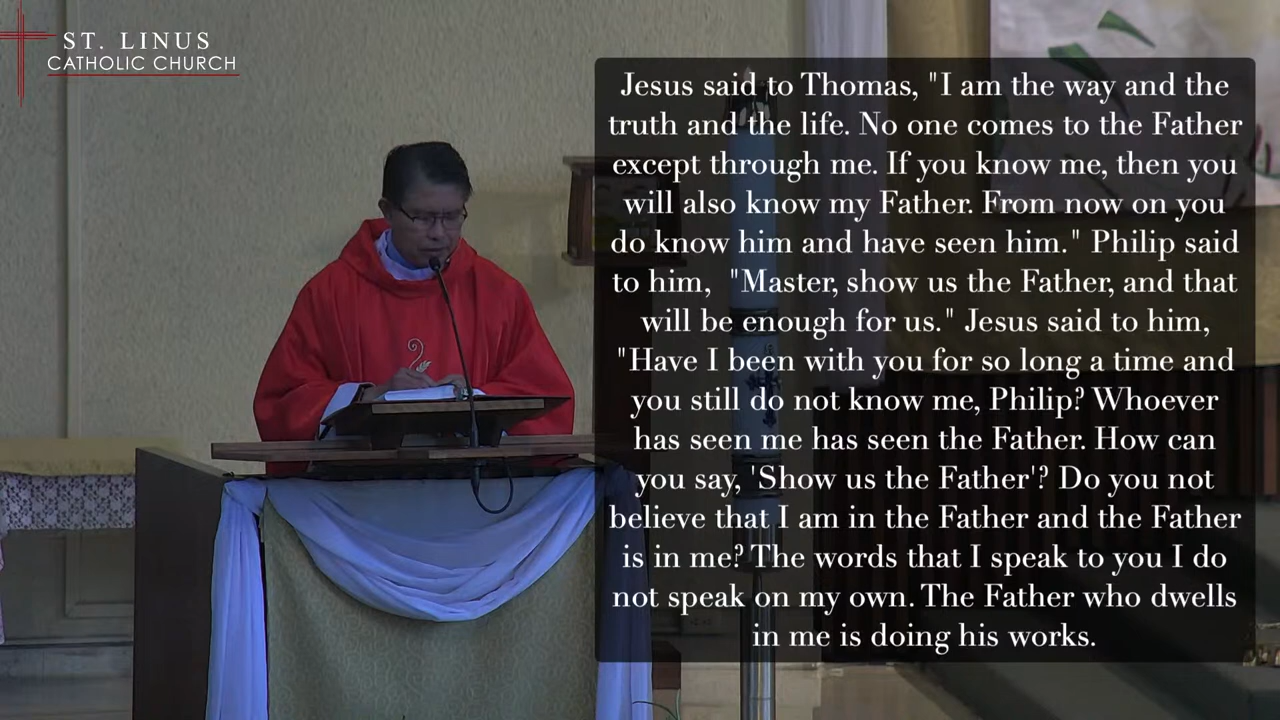 ST. LINUS
CATHOLIC CHURCH
Jesus said to Thomas, "I am the way and the
truth and the life. No one comes to the Father
except through me. If you know me, then you
will also know my Father. From now on you
do know him and have seen him." Philip said
to him,  "Master, show us the Father, and that
will be enough for us." Jesus said to him,
"Have I been with you for so long a time and
you still do not know me, Philip? Whoever
has seen me has seen the Father. How can
you say, 'Show us the Father'? Do you not
believe that I am in the Father and the Father
is in me? The words that I speak to you I do
not speak on my own. The Father who dwells
in me is doing his works.